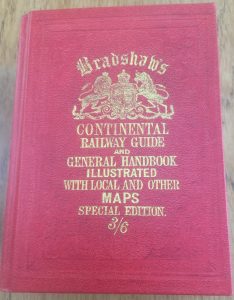 Bradshaw's
CONTINENTAL
RAILWAY GUIDE
AND
GENERAL HANDBOOK
ILLUSTRATED
WITH LOCAL AND OTHER
MAPS
SPECIAL EDITION.
3/6